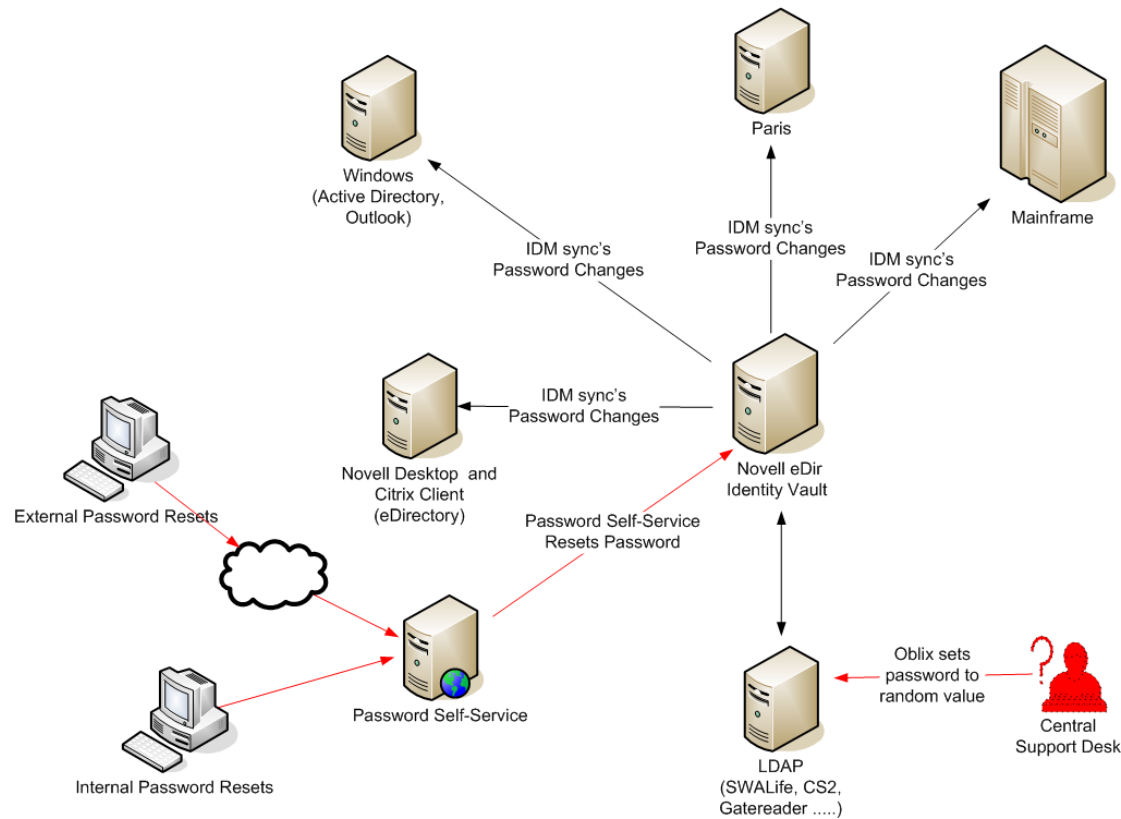 Paris
Windows
(Active Directory,
Outlook)
Mainframe
IDM sync's
Password Changes
IDM sync's
Password Changes
IDM sync's
Password Changes
IDM sync's
Password Changes
Novell Desktop and
Citrix Client
(eDirectory)
Novell eDir
Identity Vault
External Password Resets
Password Self-Service
Resets Password
Password Self-Service
Internal Password Resets
Oblix sets
password to
random value
Central
Support Desk
LDAP
(SWALife, CS2,
Gatereader .....)